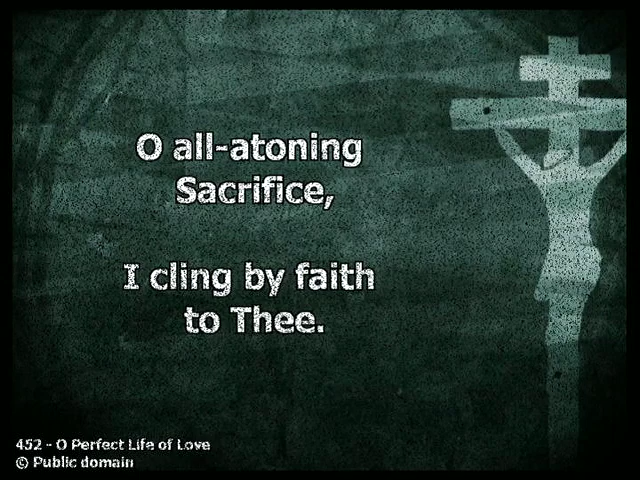 O all-atoning
Sacrifice,
I cling by faith
to Thee.
452 - O Perfect Life of Love
© Public domain